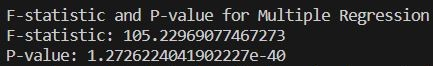 F-statistic and P-value for Multiple Regression
F-statistic: 105.22969077467273
P-value: 1.2726224041902227e-40